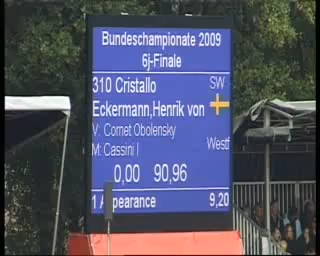 Bundeschampionate 2009
6j-Finale
310 Cristallo SW
Eckermann,Henrik von
V: Cornet Obolensky
M: Cassini I Westf
0,00 90,96
1 Appearance 9,20